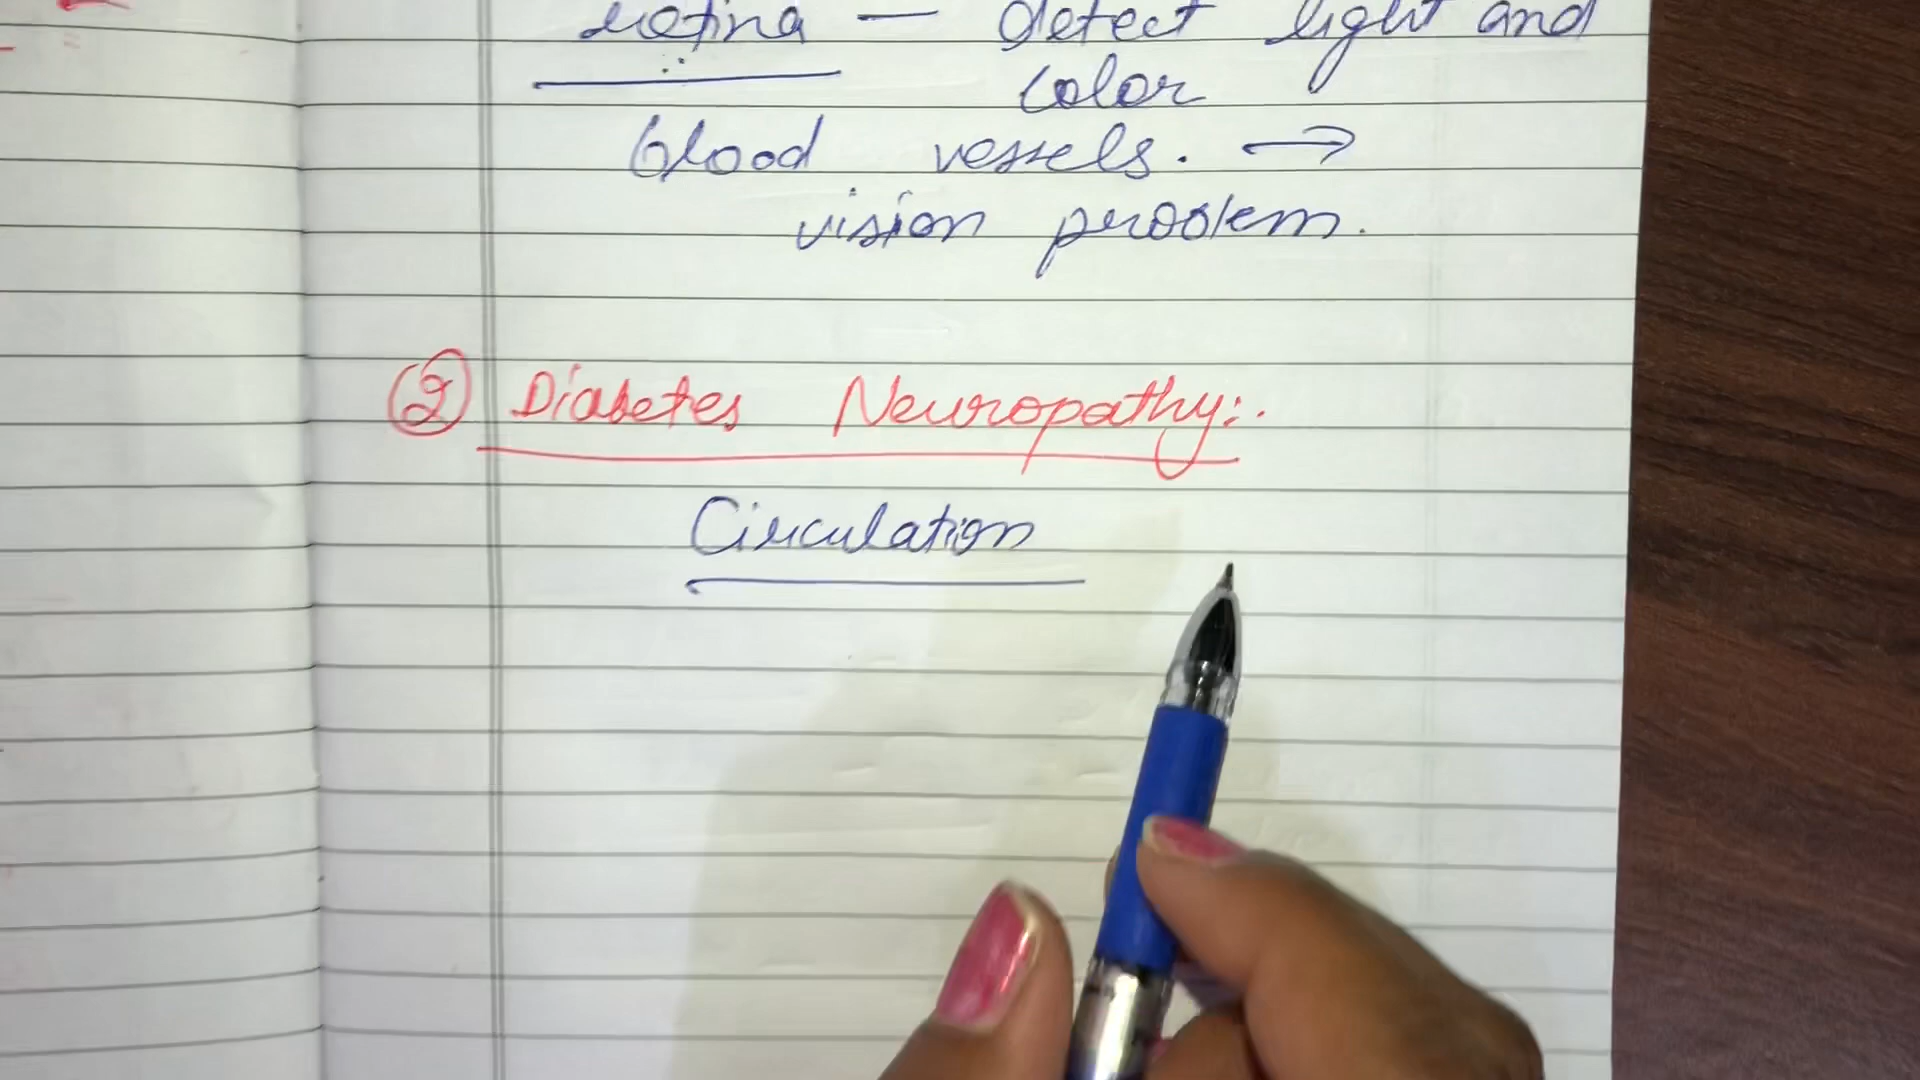 retina — detect light and
color
blood vessels. →
vision problem.
② Diabetes Neuropathy:.
Circulation